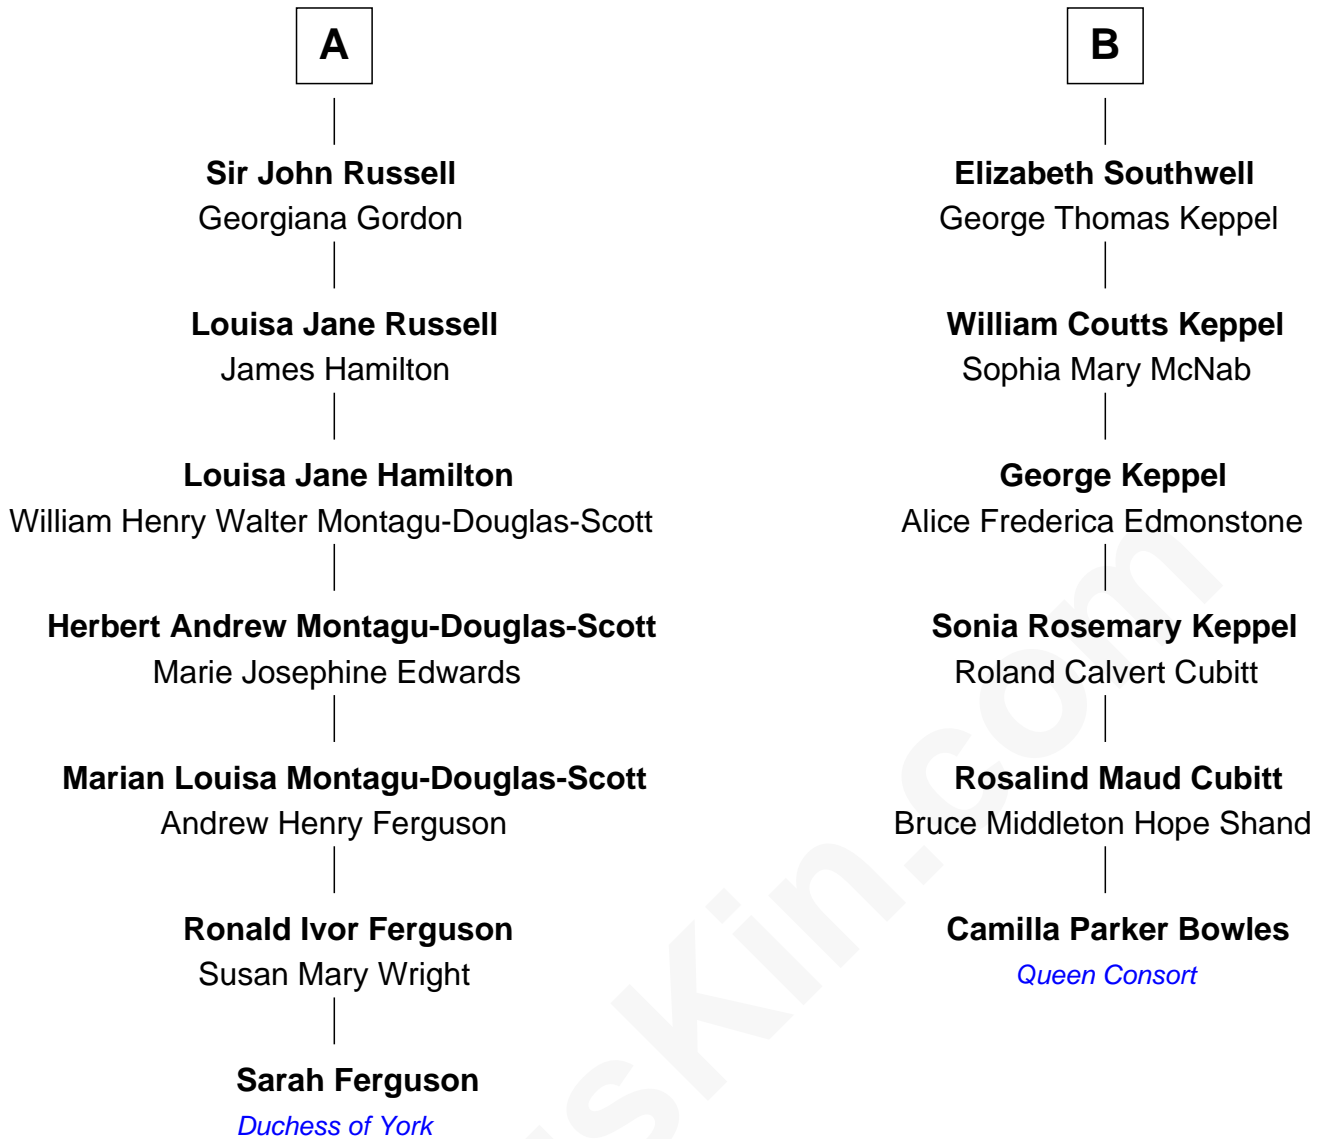 A
Sir John Russell
Georgiana Gordon
Louisa Jane Russell
James Hamilton
Louisa Jane Hamilton
William Henry Walter Montagu-Douglas-Scott
Herbert Andrew Montagu-Douglas-Scott
Marie Josephine Edwards
Marian Louisa Montagu-Douglas-Scott
Andrew Henry Ferguson
Ronald Ivor Ferguson
Susan Mary Wright
Sarah Ferguson
Duchess of York
B
Elizabeth Southwell
George Thomas Keppel
William Coutts Keppel
Sophia Mary McNab
George Keppel
Alice Frederica Edmonstone
Sonia Rosemary Keppel
Roland Calvert Cubitt
Rosalind Maud Cubitt
Bruce Middleton Hope Shand
Camilla Parker Bowles
Queen Consort
sKin.com